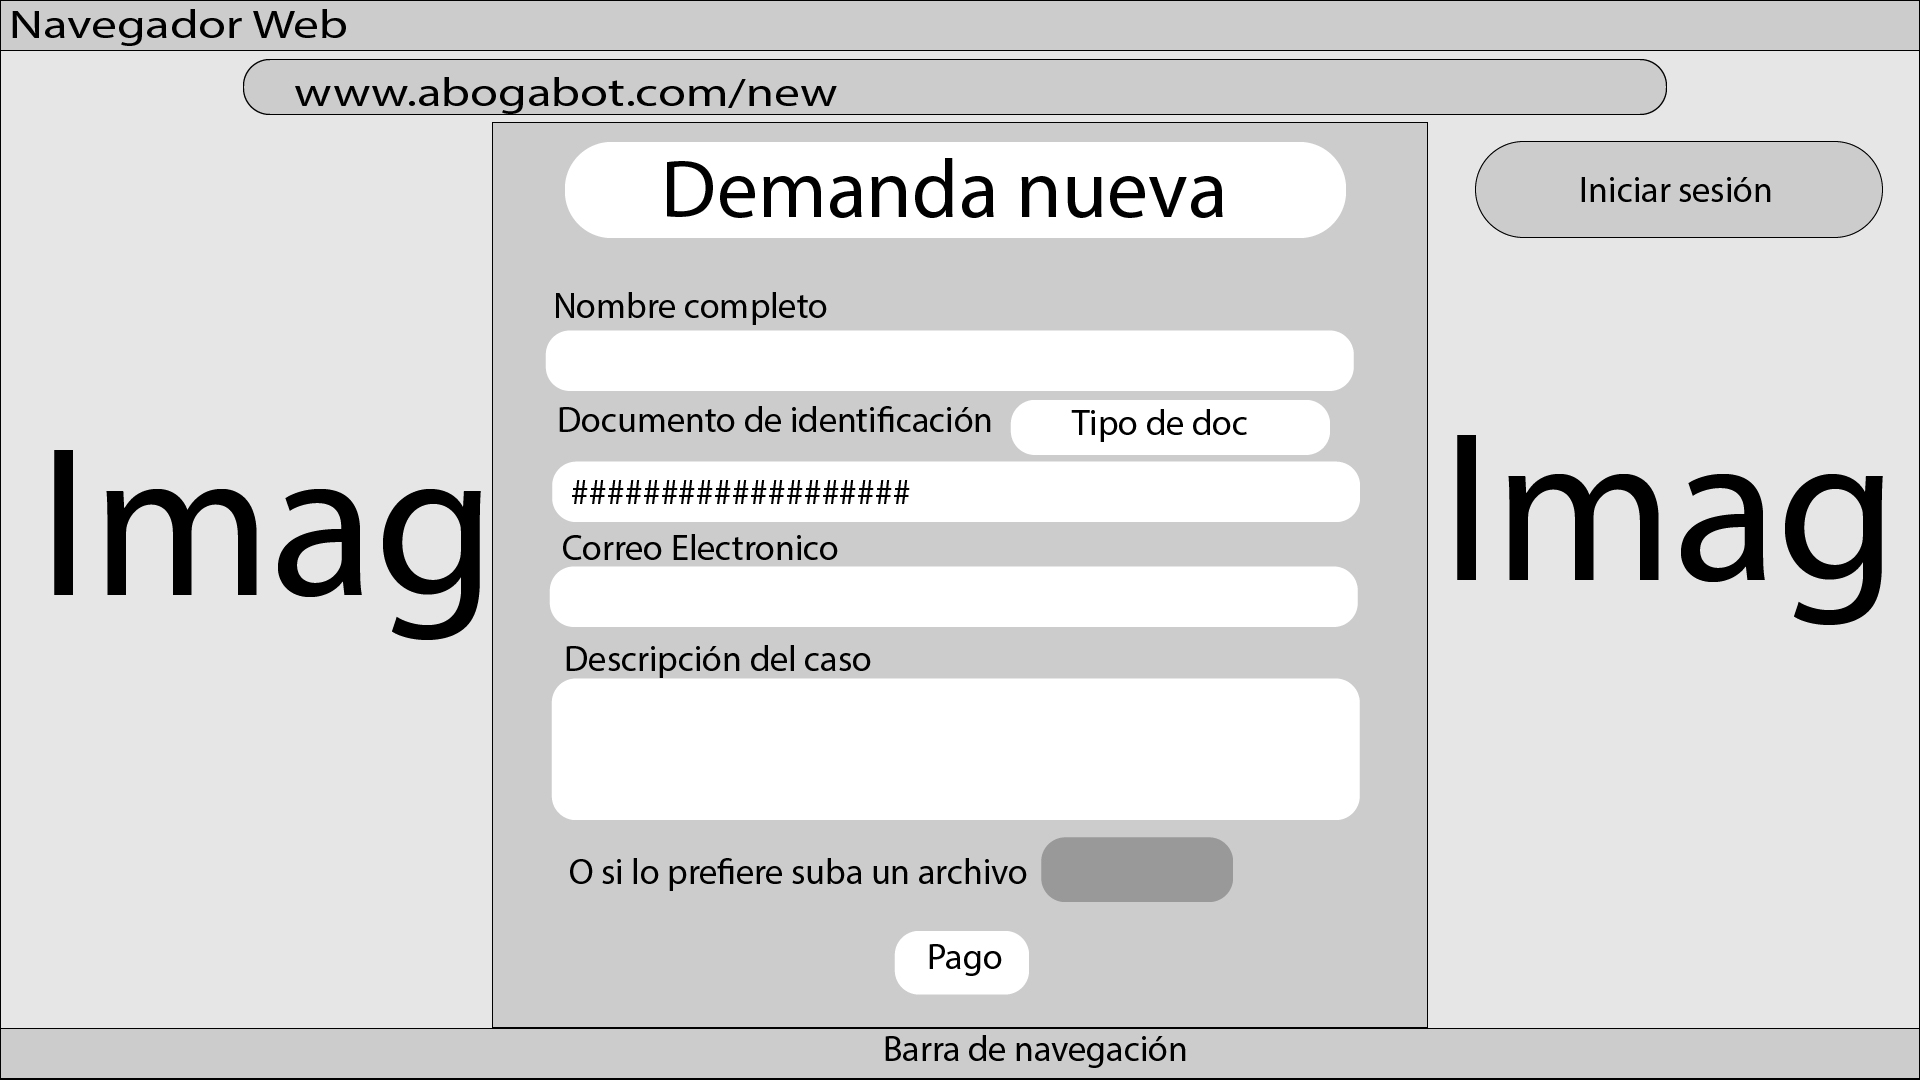 Navegador Web
www.abogabot.com/new
Demanda nueva
Iniciar sesión
Nombre completo
Documento de identificación
Tipo de doc
###################
Correo Electronico
Imag
Imag
Descripción del caso
O si lo prefiere suba un archivo
Pago
Barra de navegación